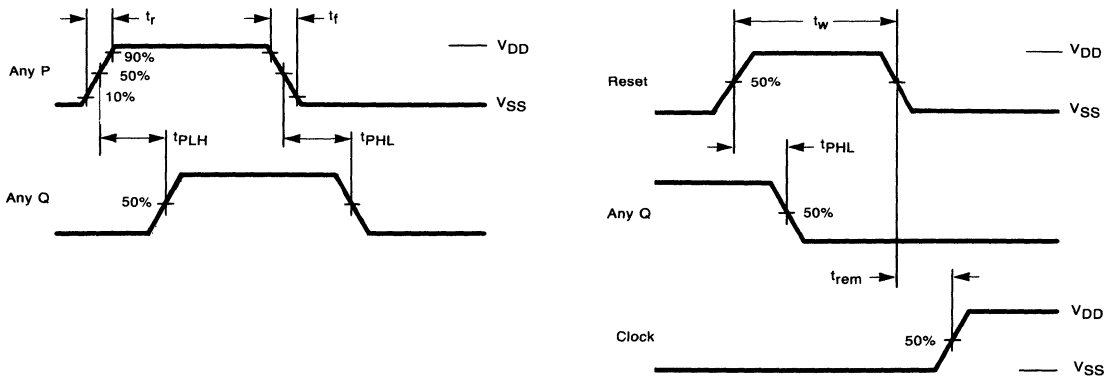 tr
tf
VDD
90%
Any P
50%
10%
VSS
tPLH
tPHL
Any Q
50%
tw
VDD
Reset
50%
VSS
tPHL
Any Q
50%
trem
VDD
Clock
50%
VSS